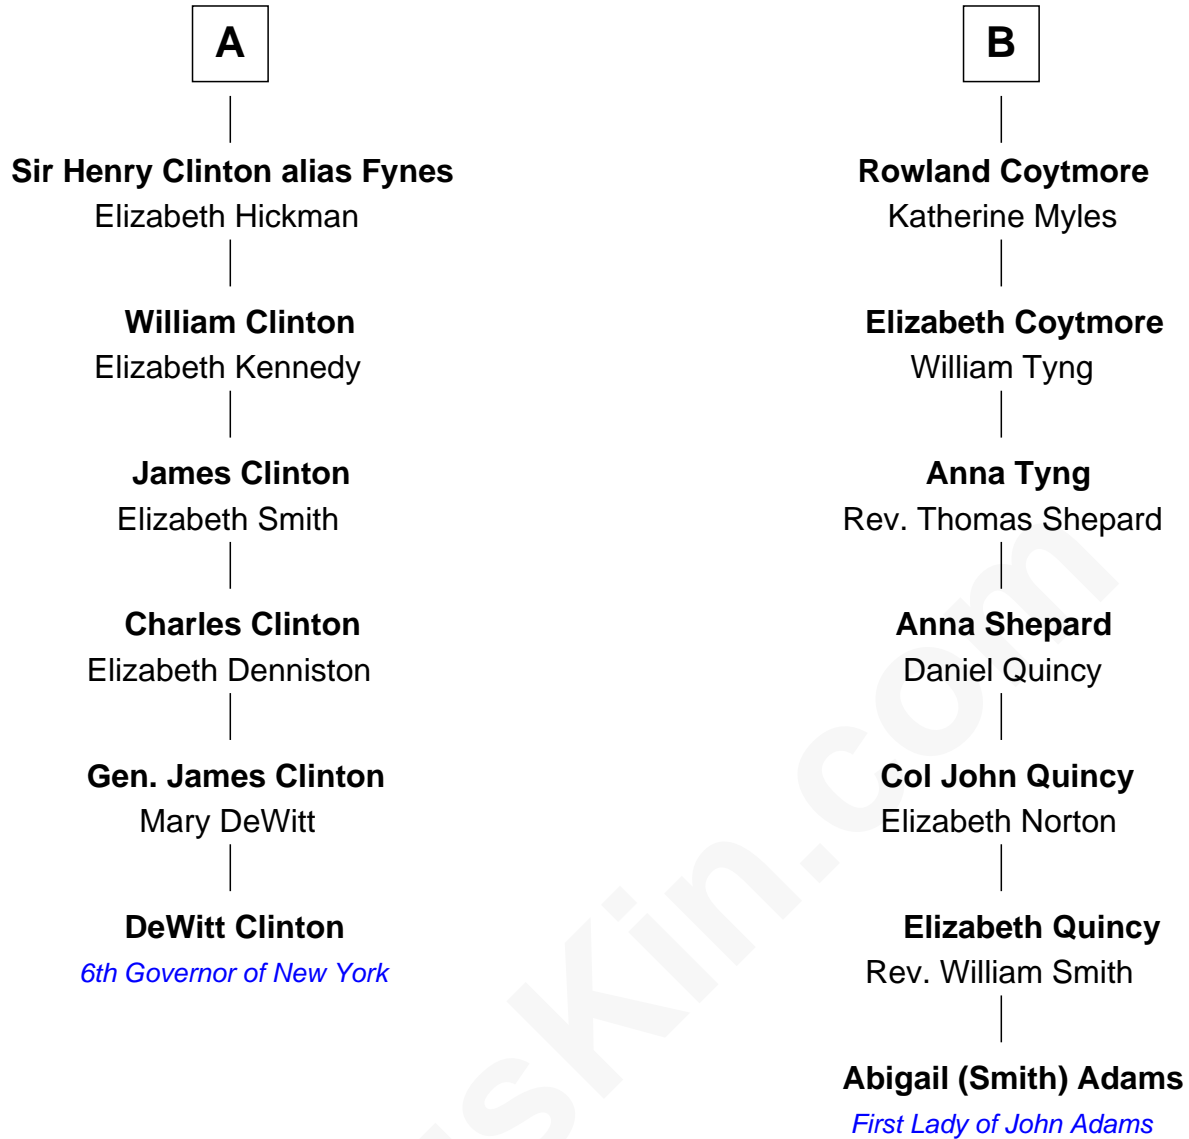 A
Sir Henry Clinton alias Fynes
Elizabeth Hickman
William Clinton
Elizabeth Kennedy
James Clinton
Elizabeth Smith
Charles Clinton
Elizabeth Denniston
Gen. James Clinton
Mary DeWitt
DeWitt Clinton
6th Governor of New York
B
Rowland Coytmore
Katherine Myles
Elizabeth Coytmore
William Tyng
Anna Tyng
Rev. Thomas Shepard
Anna Shepard
Daniel Quincy
Col John Quincy
Elizabeth Norton
Elizabeth Quincy
Rev. William Smith
Abigail (Smith) Adams
First Lady of John Adams
sKin.com